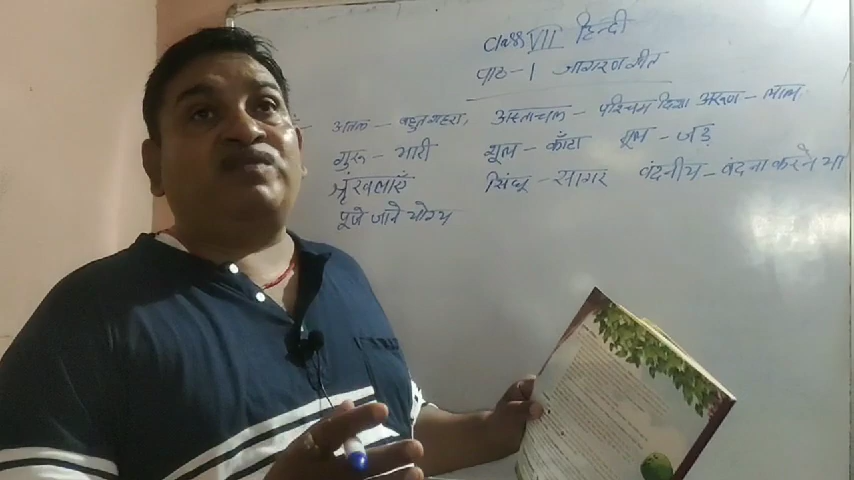 Class VII हिन्दी
पाठ - 1 जागरण गीत
अतल - बहुत गहरा, अस्ताचल - पश्चिम दिशा अरुण - लाल
गुरू - भारी शूल - काँटा मूल - जड़
श्रृंखलाएँ सिंधू - सागर वंदनीय - वंदना करने यो
पूजे जाने योग्य